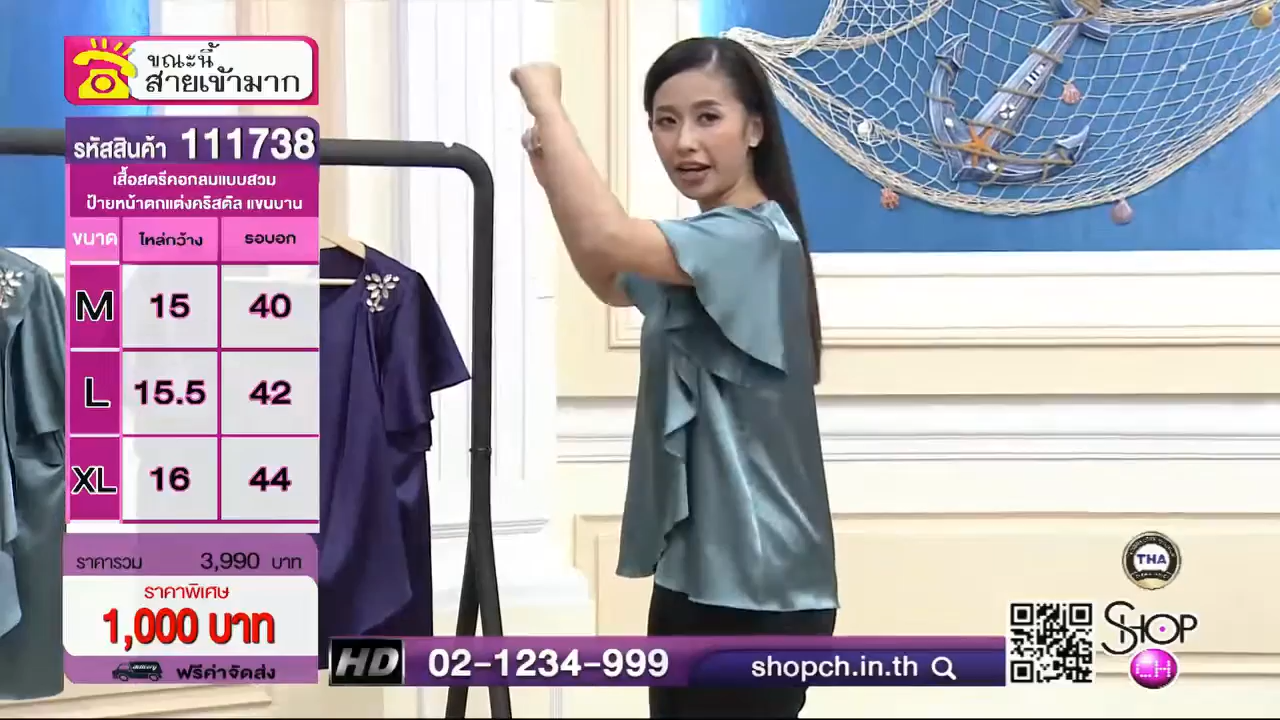 ขณะนี้
สายเข้ามาก
รหัสสินค้า 111738
เสื้อสตรีคอกลมแบบสวม
ป้ายหน้าตกแต่งคริสตัล แขนบาน
ขนาด ไหล่กว้าง รอบอก
M 15 40
L 15.5 42
XL 16 44
ราคารวม 3,990 บาท
ราคาพิเศษ
1,000 บาท
delivery ฟรีค่าจัดส่ง
HD 02-1234-999 shopch.in.th
THA
SHOP
CH